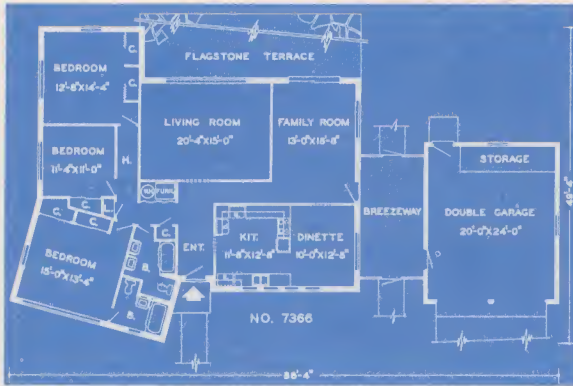 FLAGSTONE TERRACE
C.
BEDROOM
12'-8"X14'-4"
C.
LIVING ROOM
20'-4"X15'-0"
FAMILY ROOM
13'-0"X18'-8"
BEDROOM
11'-4"X11'-0"
H.
STORAGE
FURN.
C.
C.
C.
C.
BREEZEWAY
DOUBLE GARAGE
20'-0"X24'-0"
ENT.
KIT.
11'-8"X12'-8"
DINETTE
10'-0"X12'-8"
BEDROOM
15'-0"X13'-4"
B.
B.
NO. 7366